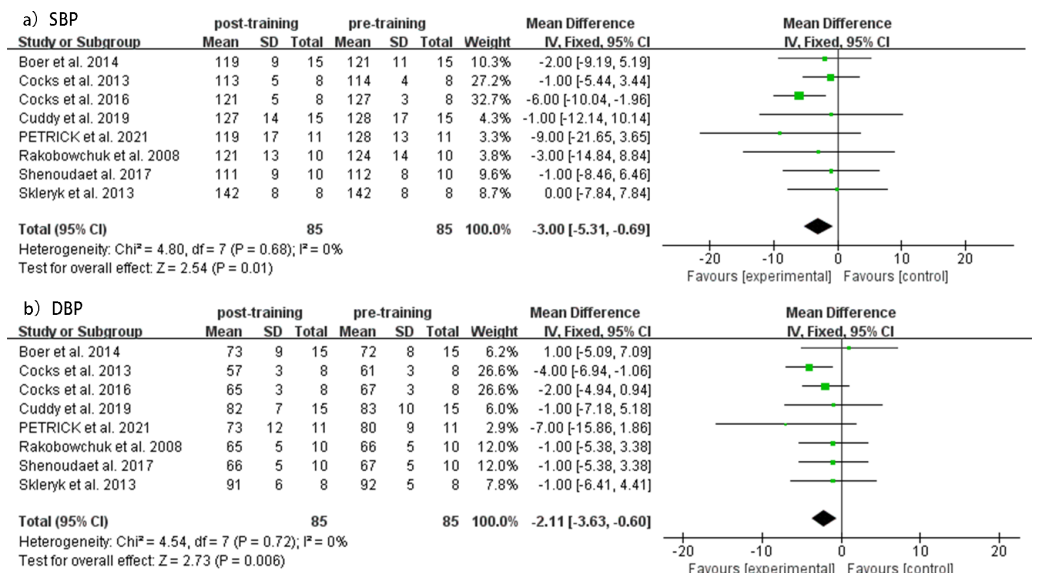 a) SBP
post-training pre-training Mean Difference Mean Difference
Study or Subgroup Mean SD Total Mean SD Total Weight IV, Fixed, 95% CI IV, Fixed, 95% CI
Boer et al. 2014 119 9 15 121 11 15 10.3% -2.00 [-9.19, 5.19]
Cocks et al. 2013 113 5 8 114 4 8 27.2% -1.00 [-5.44, 3.44]
Cocks et al. 2016 121 5 8 127 3 8 32.7% -6.00 [-10.04, -1.96]
Cuddy et al. 2019 127 14 15 128 17 15 4.3% -1.00 [-12.14, 10.14]
PETRICK et al. 2021 119 17 11 128 13 11 3.3% -9.00 [-21.65, 3.65]
Rakobowchuk et al. 2008 121 13 10 124 14 10 3.8% -3.00 [-14.84, 8.84]
Shenoudaet al. 2017 111 9 10 112 8 10 9.6% -1.00 [-8.46, 6.46]
Skleryk et al. 2013 142 8 8 142 8 8 8.7% 0.00 [-7.84, 7.84]
Total (95% CI) 85 85 100.0% -3.00 [-5.31, -0.69]
Heterogeneity: Chi² = 4.80, df = 7 (P = 0.68); I² = 0%
Test for overall effect: Z = 2.54 (P = 0.01)
-20 -10 0 10 20
Favours [experimental] Favours [control]
b) DBP
post-training pre-training Mean Difference Mean Difference
Study or Subgroup Mean SD Total Mean SD Total Weight IV, Fixed, 95% CI IV, Fixed, 95% CI
Boer et al. 2014 73 9 15 72 8 15 6.2% 1.00 [-5.09, 7.09]
Cocks et al. 2013 57 3 8 61 3 8 26.6% -4.00 [-6.94, -1.06]
Cocks et al. 2016 65 3 8 67 3 8 26.6% -2.00 [-4.94, 0.94]
Cuddy et al. 2019 82 7 15 83 10 15 6.0% -1.00 [-7.18, 5.18]
PETRICK et al. 2021 73 12 11 80 9 11 2.9% -7.00 [-15.86, 1.86]
Rakobowchuk et al. 2008 65 5 10 66 5 10 12.0% -1.00 [-5.38, 3.38]
Shenoudaet al. 2017 66 5 10 67 5 10 12.0% -1.00 [-5.38, 3.38]
Skleryk et al. 2013 91 6 8 92 5 8 7.8% -1.00 [-6.41, 4.41]
Total (95% CI) 85 85 100.0% -2.11 [-3.63, -0.60]
Heterogeneity: Chi² = 4.54, df = 7 (P = 0.72); I² = 0%
Test for overall effect: Z = 2.73 (P = 0.006)
-20 -10 0 10 20
Favours [experimental] Favours [control]